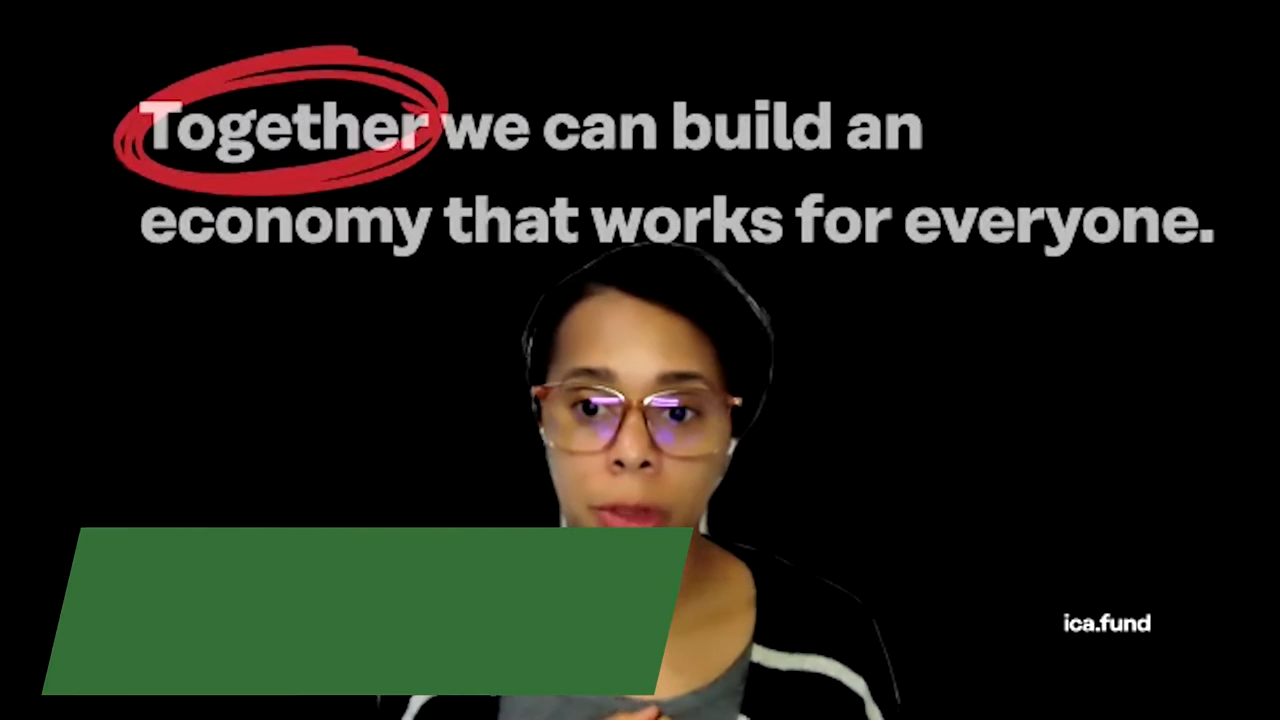 Together we can build an
economy that works for everyone.
ica.fund